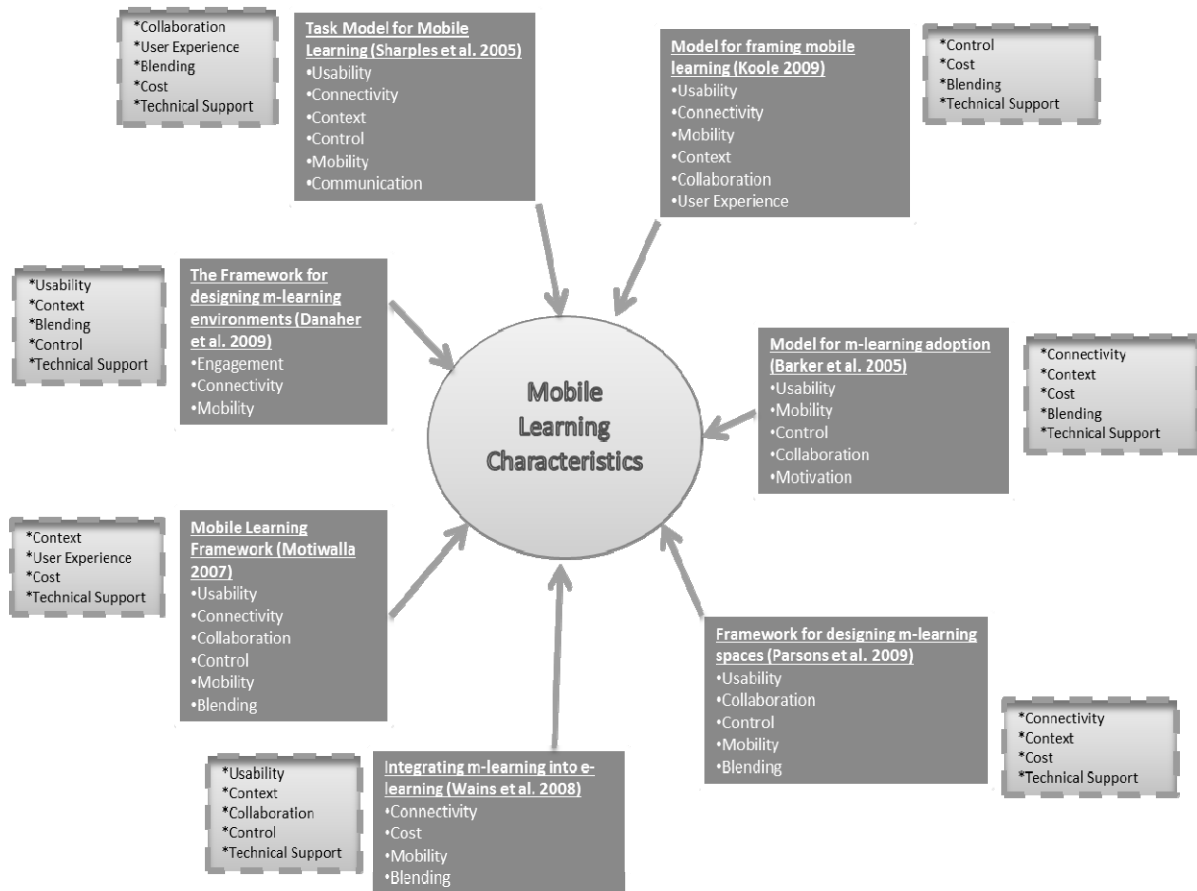 *Collaboration
*User Experience
*Blending
*Cost
*Technical Support
Task Model for Mobile
Learning (Sharples et al. 2005)
•Usability
•Connectivity
•Context
•Control
•Mobility
•Communication
Model for framing mobile
learning (Koole 2009)
•Usability
•Connectivity
•Mobility
•Context
•Collaboration
•User Experience
*Control
*Cost
*Blending
*Technical Support
*Usability
*Context
*Blending
*Control
*Technical Support
The Framework for
designing m-learning
environments (Danaher
et al. 2009)
•Engagement
•Connectivity
•Mobility
Mobile
Learning
Characteristics
Model for m-learning adoption
(Barker et al. 2005)
•Usability
•Mobility
•Control
•Collaboration
•Motivation
*Connectivity
*Context
*Cost
*Blending
*Technical Support
*Context
*User Experience
*Cost
*Technical Support
Mobile Learning
Framework (Motiwalla
2007)
•Usability
•Connectivity
•Collaboration
•Control
•Mobility
•Blending
Framework for designing m-learning
spaces (Parsons et al. 2009)
•Usability
•Collaboration
•Control
•Mobility
•Blending
*Connectivity
*Context
*Cost
*Technical Support
*Usability
*Context
*Collaboration
*Control
*Technical Support
Integrating m-learning into e-
learning (Wains et al. 2008)
•Connectivity
•Cost
•Mobility
•Blending